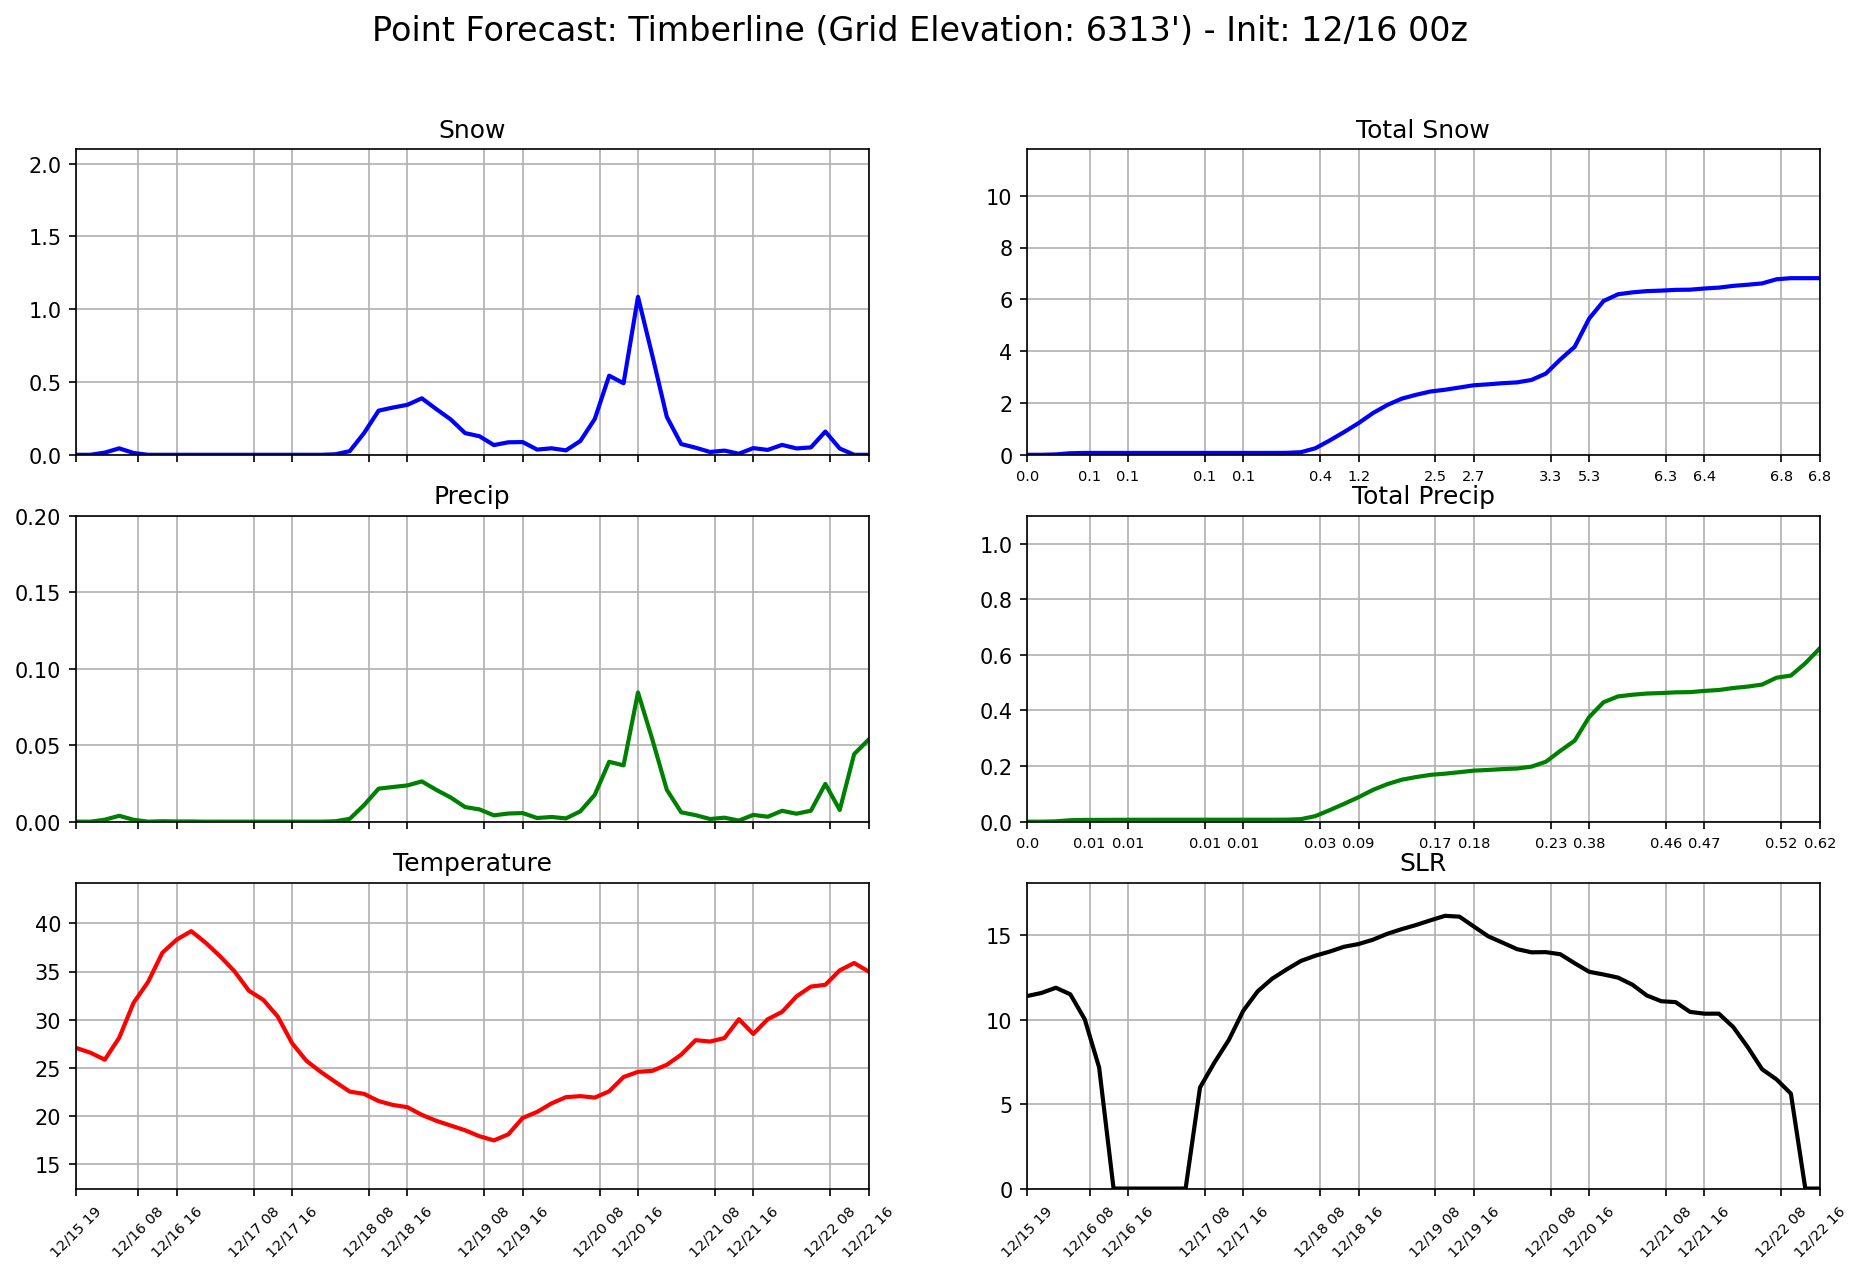 Point Forecast: Timberline (Grid Elevation: 6313') - Init: 12/16 00z
Snow
2.0
1.5
1.0
0.5
0.0
Total Snow
10
8
6
4
2
0
0.0 0.1 0.1 0.1 0.1 0.4 1.2 2.5 2.7 3.3 5.3 6.3 6.4 6.8 6.8
Precip
0.20
0.15
0.10
0.05
0.00
Total Precip
1.0
0.8
0.6
0.4
0.2
0.0
0.0 0.01 0.01 0.01 0.01 0.03 0.09 0.17 0.18 0.23 0.38 0.46 0.47 0.52 0.62
Temperature
40
35
30
25
20
15
12/15 19 12/16 08 12/16 16 12/17 08 12/17 16 12/18 08 12/18 16 12/19 08 12/19 16 12/20 08 12/20 16 12/21 08 12/21 16 12/22 08 12/22 16
SLR
15
10
5
0
12/15 19 12/16 08 12/16 16 12/17 08 12/17 16 12/18 08 12/18 16 12/19 08 12/19 16 12/20 08 12/20 16 12/21 08 12/21 16 12/22 08 12/22 16